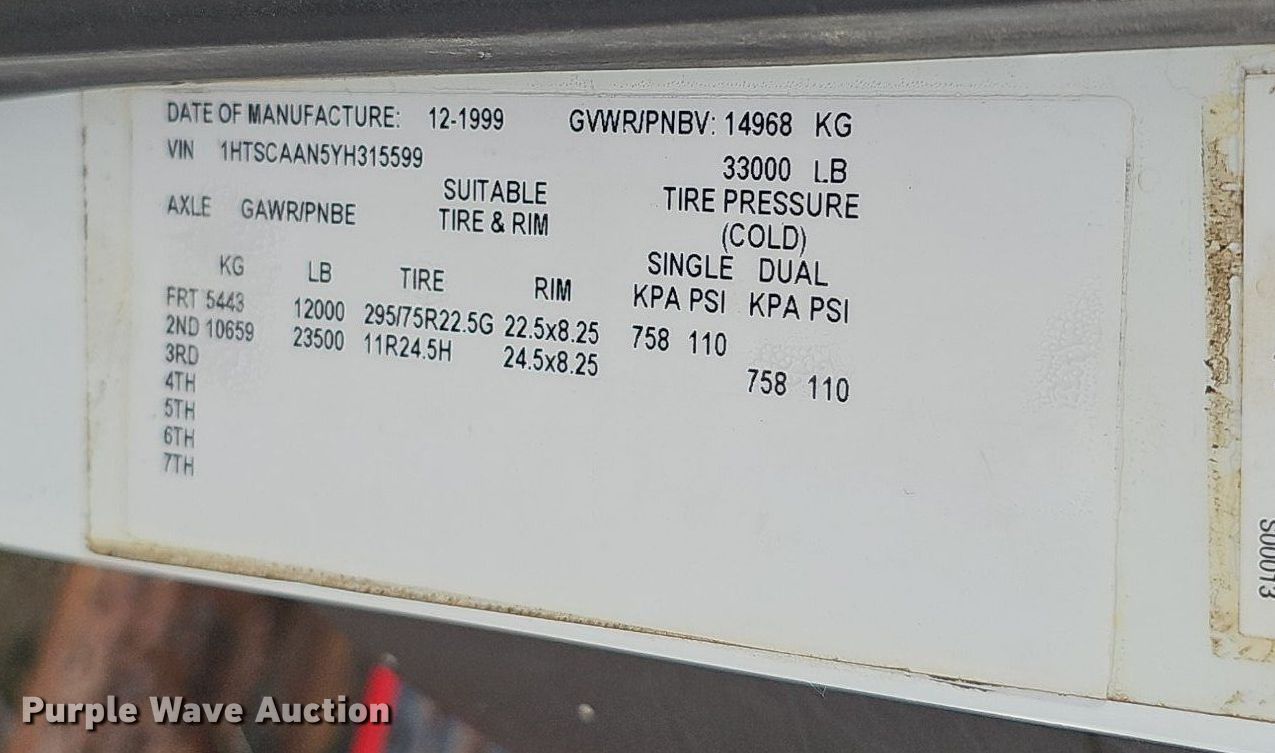 DATE OF MANUFACTURE: 12-1999 GVWR/PNBV: 14968 KG
VIN 1HTSCAAN5YH315599 33000 LB
AXLE GAWR/PNBE SUITABLE TIRE PRESSURE
TIRE & RIM (COLD)
KG LB TIRE RIM SINGLE DUAL
KPA PSI KPA PSI
FRT 5443 12000 295/75R22.5G 22.5x8.25 758 110
2ND 10659 23500 11R24.5H 24.5x8.25 758 110
3RD
4TH
5TH
6TH
7TH
S00013
Purple Wave Auction